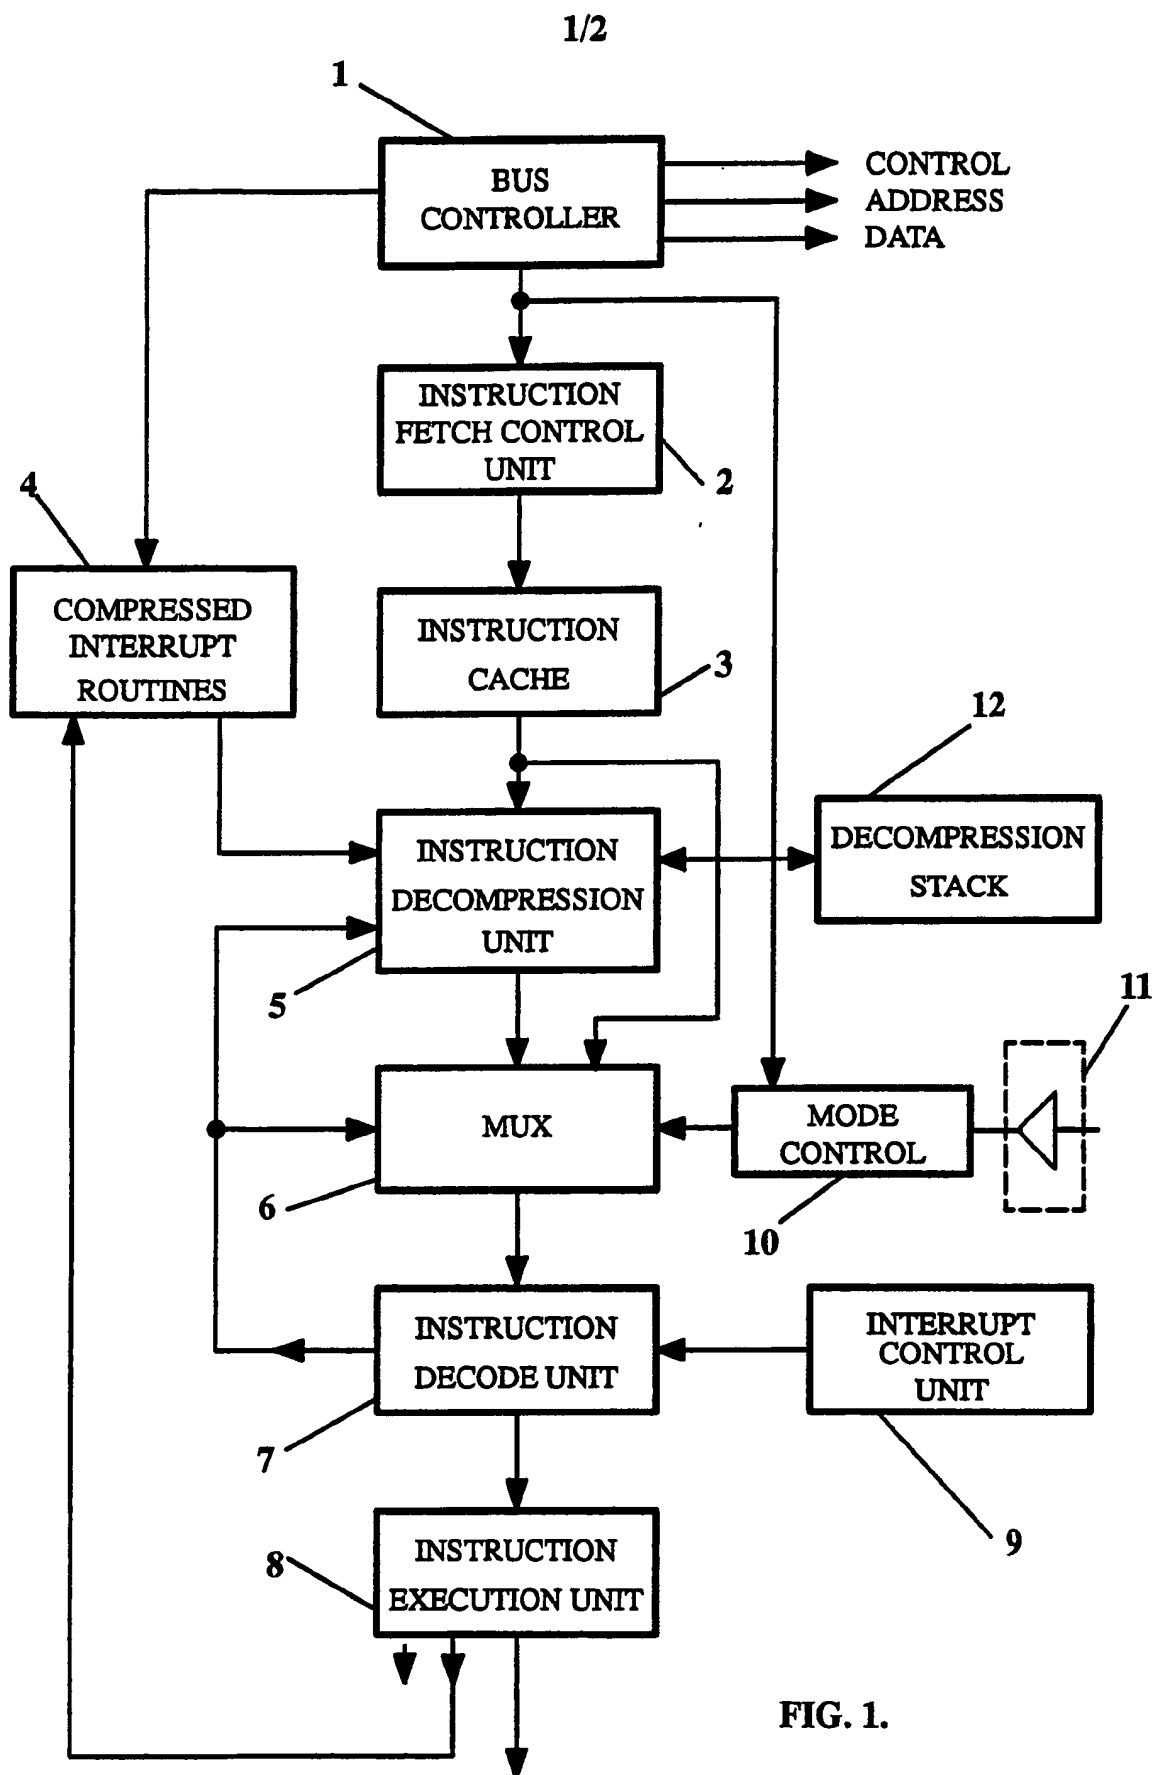 1/2
1
BUS
CONTROLLER
CONTROL
ADDRESS
DATA
INSTRUCTION
FETCH CONTROL
UNIT
2
4
COMPRESSED
INTERRUPT
ROUTINES
INSTRUCTION
CACHE
3
12
DECOMPRESSION
STACK
INSTRUCTION
DECOMPRESSION
UNIT
5
11
MUX
6
MODE
CONTROL
10
INSTRUCTION
DECODE UNIT
7
INTERRUPT
CONTROL
UNIT
9
INSTRUCTION
EXECUTION UNIT
8
FIG. 1.